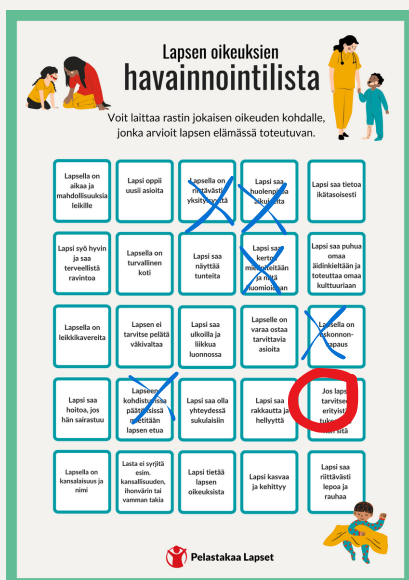 Lapsen oikeuksien
havainnointilista
Voit laittaa rastin jokaisen oikeuden kohdalle,
jonka arvioit lapsen elämässä toteutuvan.
Lapsella on
aikaa ja
mahdollisuuksia
leikille
Lapsi oppii
uusii asioita
Lapsella on
riittävästi
yksityisyyttä
Lapsi saa
huolenpitoa
aikuisilta
Lapsi saa tietoa
ikätasoisesti
Lapsi syö hyvin
ja saa
terveellistä
ravintoa
Lapsella on
turvallinen
koti
Lapsi saa
näyttää
tunteita
Lapsi saa
kertoa
mielipiteitään
ja niitä
huomioidaan
Lapsi saa puhua
omaa
äidinkieltään ja
toteuttaa omaa
kulttuuriaan
Lapsella on
leikkikavereita
Lapsen ei
tarvitse pelätä
väkivaltaa
Lapsi saa
ulkoilla ja
liikkua
luonnossa
Lapselle on
varaa ostaa
tarvittavia
asioita
Lapsella on
uskonnon-
vapaus
Lapsi saa
hoitoa, jos
hän sairastuu
Lapseen
kohdistuvissa
päätöksissä
mietitään
lapsen etua
Lapsi saa olla
yhteydessä
sukulaisiin
Lapsi saa
rakkautta ja
hellyyttä
Jos lapsi
tarvitsee
erityistä
sitä
Lapsella on
kansalaisuus ja
nimi
Lasta ei syrjitä
esim.
kansallisuuden,
ihonvärin tai
vamman takia
Lapsi tietää
lapsen
oikeuksista
Lapsi kasvaa
ja kehittyy
Lapsi saa
riittävästi
lepoa ja
rauhaa
Pelastakaa Lapset